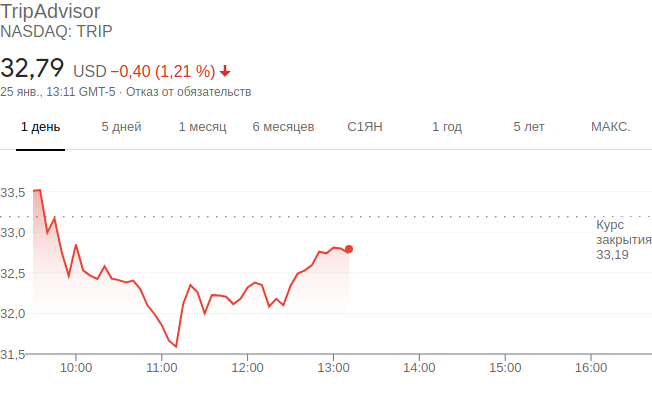 TripAdvisor
NASDAQ: TRIP
32,79 USD −0,40 (1,21 %)
25 янв., 13:11 GMT-5 · Отказ от обязательств
1 день 5 дней 1 месяц 6 месяцев С1ЯН 1 год 5 лет МАКС.
33,5
33,0
32,5
32,0
31,5
Курс
закрытия
33,19
10:00 11:00 12:00 13:00 14:00 15:00 16:00